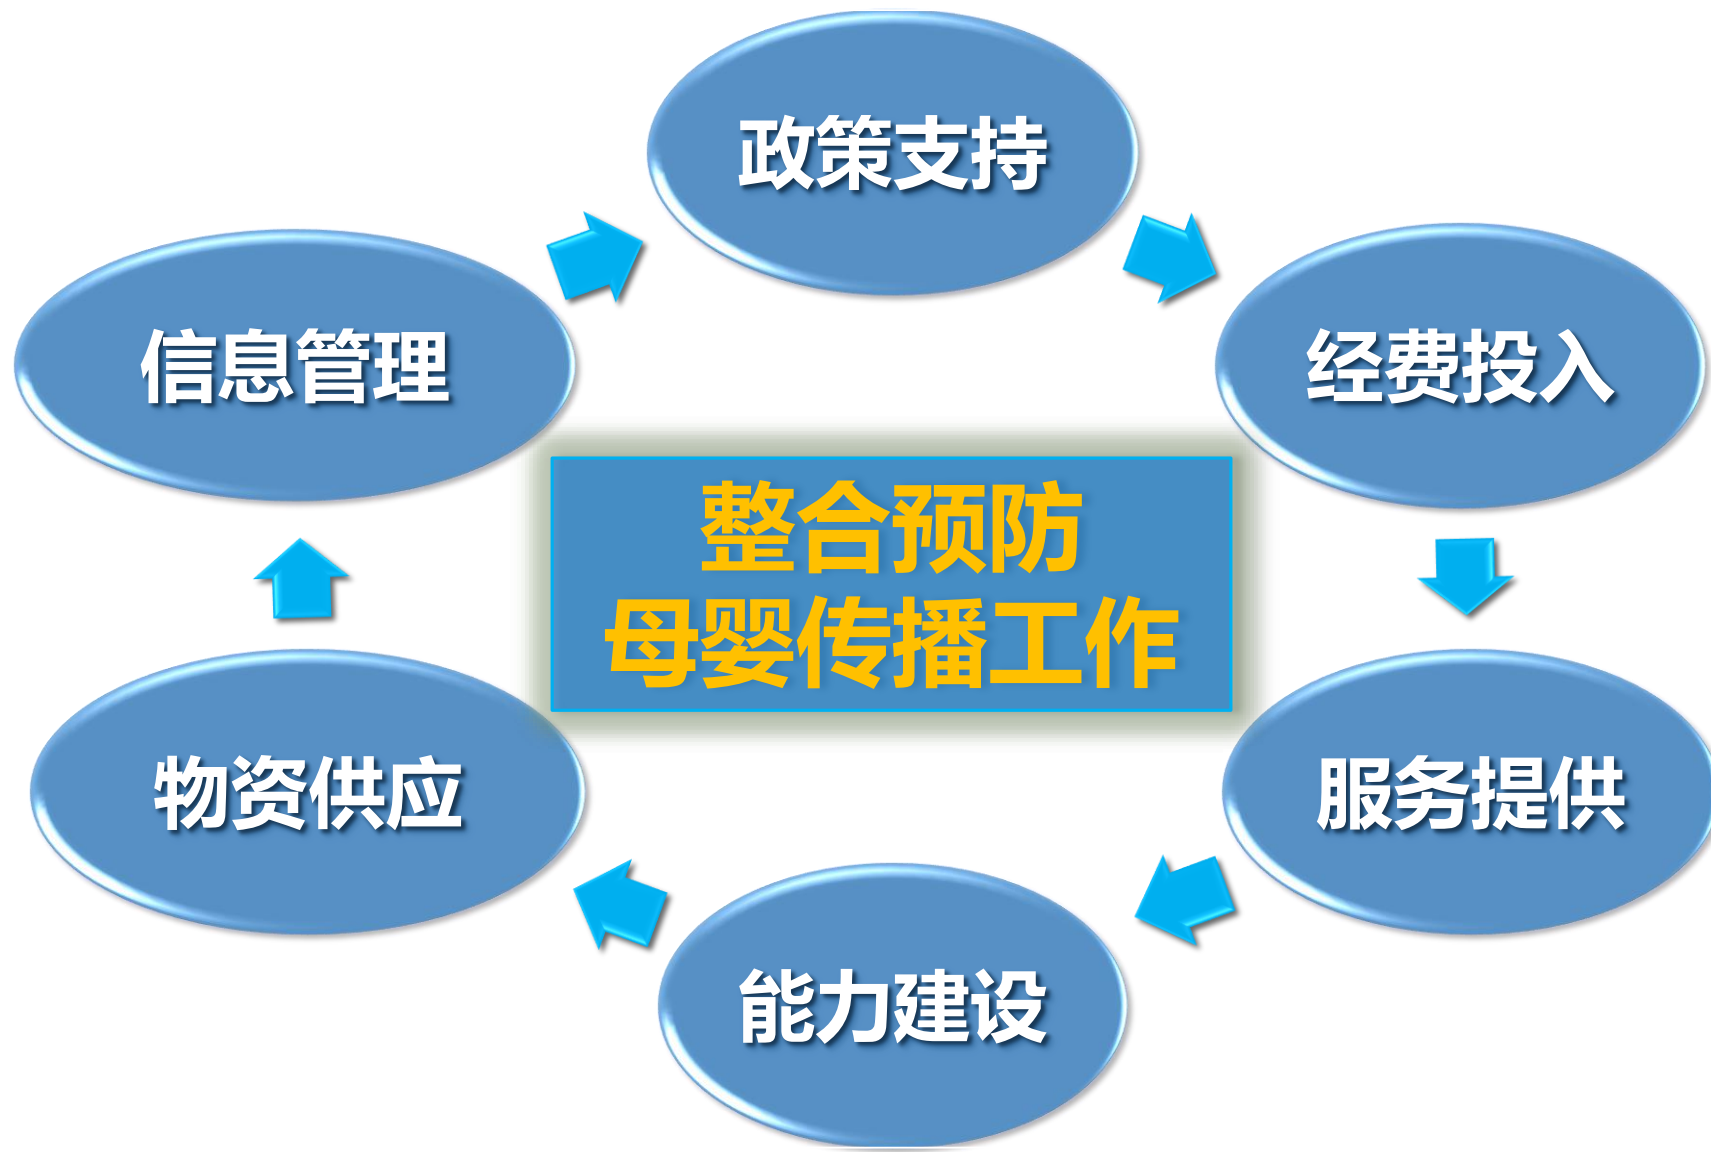 政策支持
信息管理
经费投入
整合预防
母婴传播工作
物资供应
服务提供
能力建设